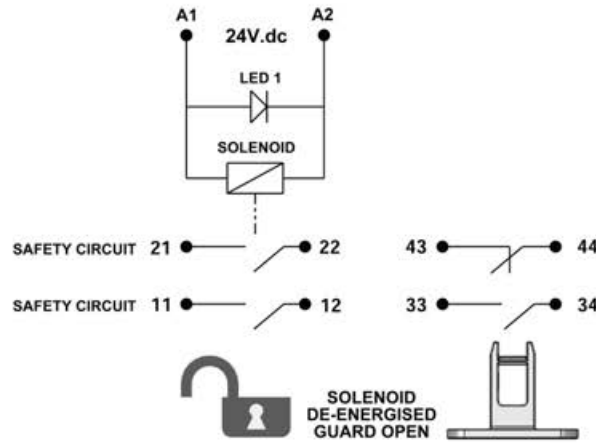 A1 A2
24V.dc
LED 1
SOLENOID
SAFETY CIRCUIT 21 22 43 44
SAFETY CIRCUIT 11 12 33 34
SOLENOID
DE-ENERGISED
GUARD OPEN